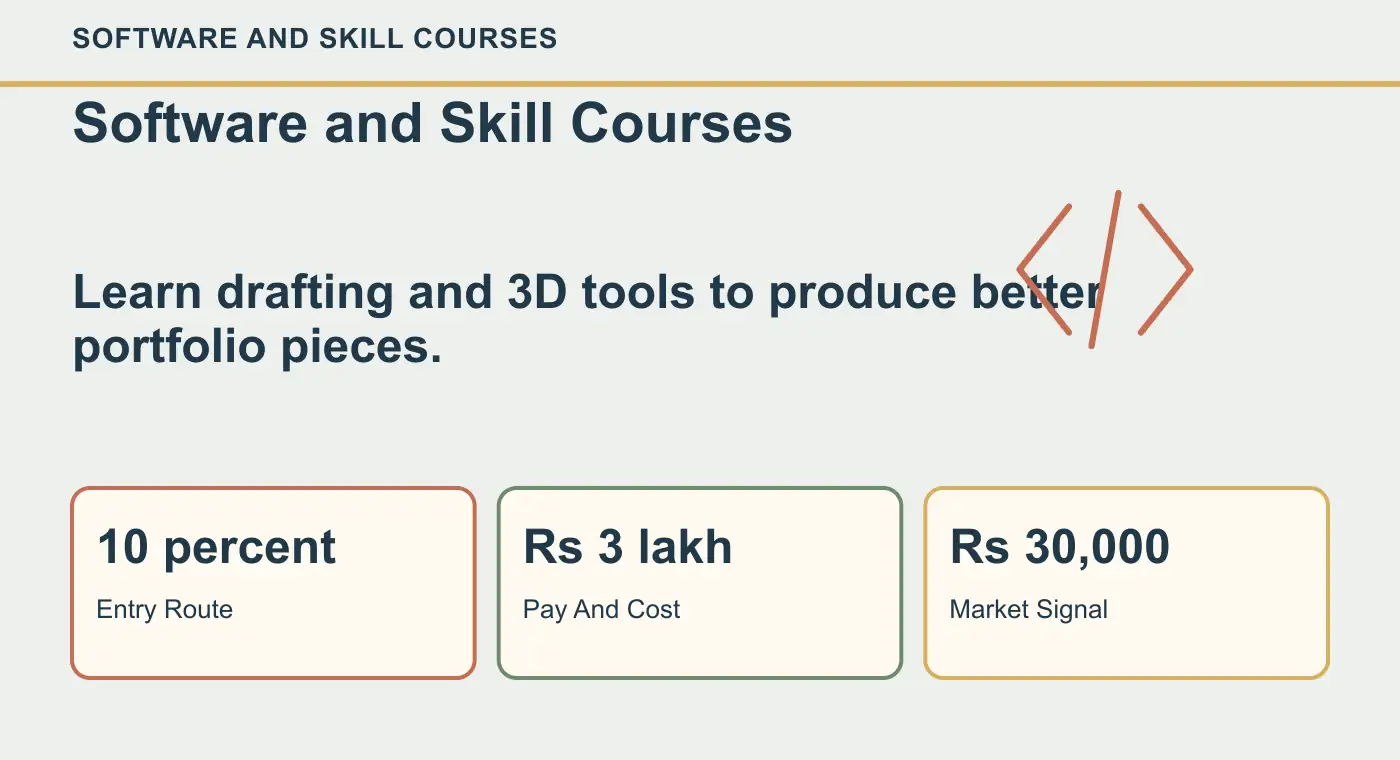 SOFTWARE AND SKILL COURSES
Software and Skill Courses
Learn drafting and 3D tools to produce better
portfolio pieces.
10 percent
Entry Route
Rs 3 lakh
Pay And Cost
Rs 30,000
Market Signal